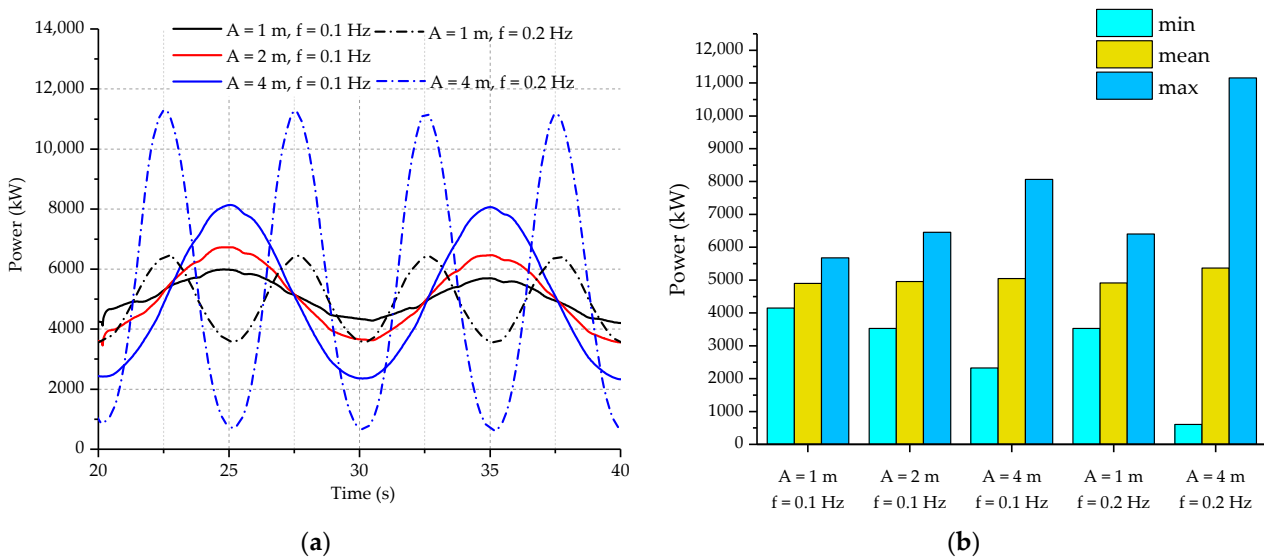 A = 1 m, f = 0.1 Hz
A = 2 m, f = 0.1 Hz
A = 4 m, f = 0.1 Hz
A = 1 m, f = 0.2 Hz
A = 4 m, f = 0.2 Hz
Power (kW)
14,000
12,000
10,000
8000
6000
4000
2000
0
20
25
30
35
40
Time (s)
(a)
min
mean
max
Power (kW)
12,000
11,000
10,000
9000
8000
7000
6000
5000
4000
3000
2000
1000
0
A = 1 m
f = 0.1 Hz
A = 2 m
f = 0.1 Hz
A = 4 m
f = 0.1 Hz
A = 1 m
f = 0.2 Hz
A = 4 m
f = 0.2 Hz
(b)